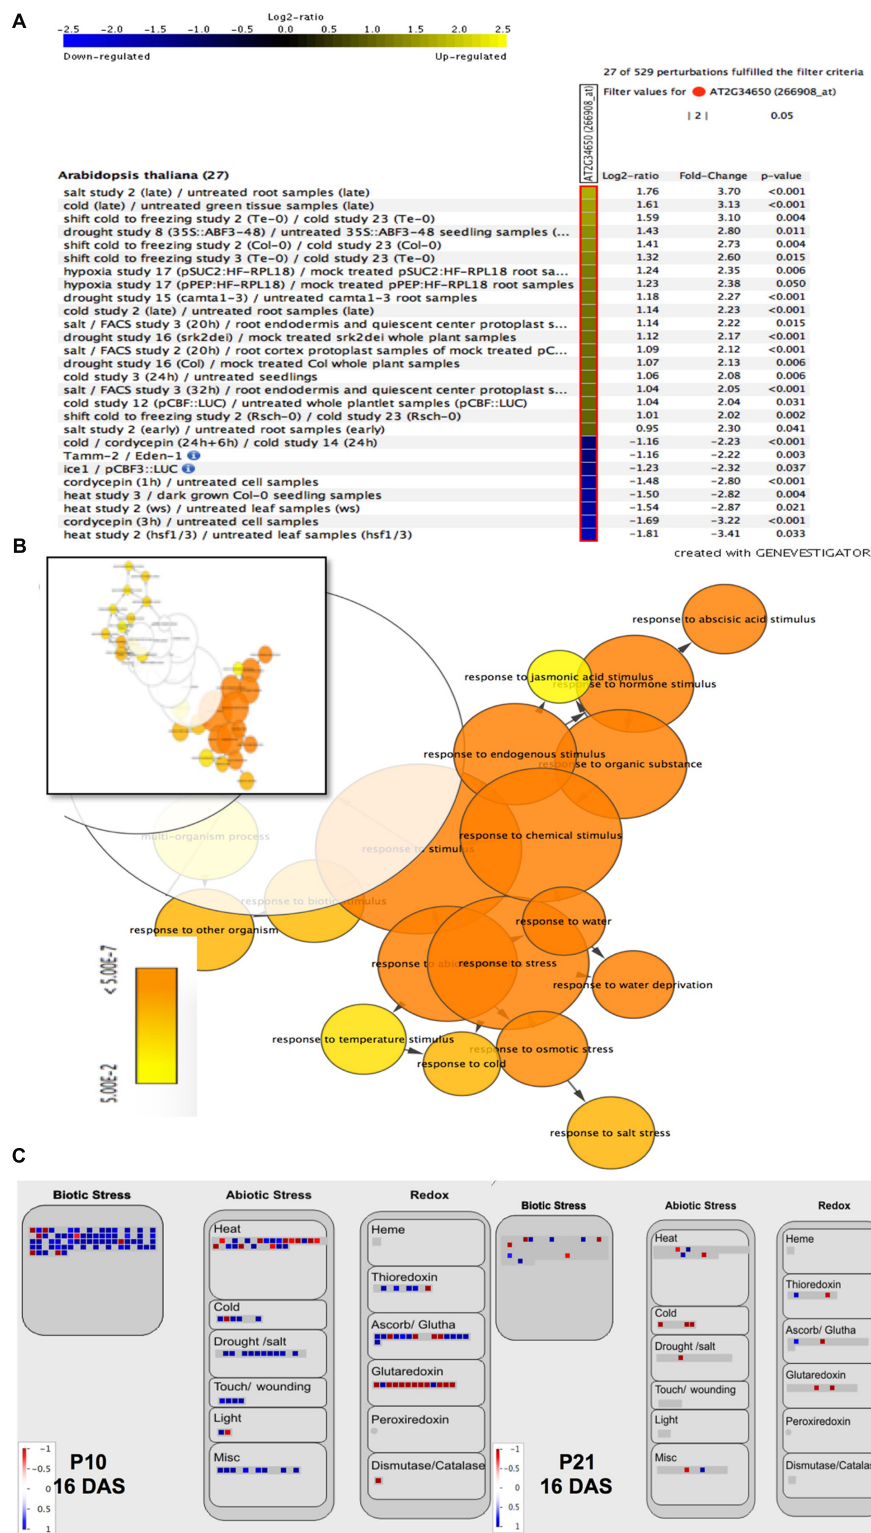 A
Log2-ratio
-2.5 -2.0 -1.5 -1.0 -0.5 0.0 0.5 1.0 1.5 2.0 2.5
Down-regulated Up-regulated
27 of 529 perturbations fulfilled the filter criteria
Filter values for AT2G34650 (266908_at)
| 2 | 0.05
AT2G34650 (266908_at)
Arabidopsis thaliana (27) Log2-ratio Fold-Change p-value
salt study 2 (late) / untreated root samples (late) 1.76 3.70 <0.001
cold (late) / untreated green tissue samples (late) 1.61 3.13 <0.001
shift cold to freezing study 2 (Te-0) / cold study 23 (Te-0) 1.59 3.10 0.004
drought study 8 (35S::ABF3-48) / untreated 35S::ABF3-48 seedling samples (... 1.43 2.80 0.011
shift cold to freezing study 2 (Col-0) / cold study 23 (Col-0) 1.41 2.73 0.004
shift cold to freezing study 3 (Te-0) / cold study 23 (Te-0) 1.32 2.60 0.015
hypoxia study 17 (pSUC2:HF-RPL18) / mock treated pSUC2:HF-RPL18 root sa... 1.24 2.35 0.006
hypoxia study 17 (pPEP:HF-RPL18) / mock treated pPEP:HF-RPL18 root samples 1.23 2.38 0.050
drought study 15 (camta1-3) / untreated camta1-3 root samples 1.18 2.27 <0.001
cold study 2 (late) / untreated root samples (late) 1.14 2.23 <0.001
salt / FACS study 3 (20h) / root endodermis and quiescent center protoplast s... 1.14 2.22 0.015
drought study 16 (srk2dei) / mock treated srk2dei whole plant samples 1.12 2.17 <0.001
salt / FACS study 2 (20h) / root cortex protoplast samples of mock treated pC... 1.09 2.12 <0.001
drought study 16 (Col) / mock treated Col whole plant samples 1.07 2.13 0.006
cold study 3 (24h) / untreated seedlings 1.06 2.08 0.006
salt / FACS study 3 (32h) / root endodermis and quiescent center protoplast s... 1.04 2.05 <0.001
cold study 12 (pCBF::LUC) / untreated whole plantlet samples (pCBF::LUC) 1.04 2.04 0.031
shift cold to freezing study 2 (Rsch-0) / cold study 23 (Rsch-0) 1.01 2.02 0.002
salt study 2 (early) / untreated root samples (early) 0.95 2.30 0.041
cold / cordycepin (24h+6h) / cold study 14 (24h) -1.16 -2.23 <0.001
Tamm-2 / Eden-1 -1.16 -2.22 0.003
ice1 / pCBF3::LUC -1.23 -2.32 0.037
cordycepin (1h) / untreated cell samples -1.48 -2.80 <0.001
heat study 3 / dark grown Col-0 seedling samples -1.50 -2.82 0.004
heat study 2 (ws) / untreated leaf samples (ws) -1.54 -2.87 0.021
cordycepin (3h) / untreated cell samples -1.69 -3.22 <0.001
heat study 2 (hsf1/3) / untreated leaf samples (hsf1/3) -1.81 -3.41 0.033
created with GENEVESTIGATOR
B
response to abscisic acid stimulus
response to jasmonic acid stimulus
se to hormone stimulus
response to endogenous stimulus
se to organic substance
multi-organism process
response to chemical stimulus
response to stimulus
response to biotic stimulus
response to water
response to other organism
response to abi
response to stress
response to water deprivation
response to temperature stimulus
response to osmotic stress
response to cold
response to salt stress
< 5.00E-7
5.00E-2
C
Biotic Stress Abiotic Stress Redox
Heat
Cold
Drought /salt
Touch/ wounding
Light
Misc
Heme
Thioredoxin
Ascorb/ Glutha
Glutaredoxin
Peroxiredoxin
Dismutase/Catalase
-1
-0.5
0
0.5
1
P10
16 DAS
Biotic Stress Abiotic Stress Redox
Heat
Cold
Drought /salt
Touch/ wounding
Light
Misc
Heme
Thioredoxin
Ascorb/ Glutha
Glutaredoxin
Peroxiredoxin
Dismutase/Catalas
-1
-0.5
0
0.5
1
P21
16 DAS